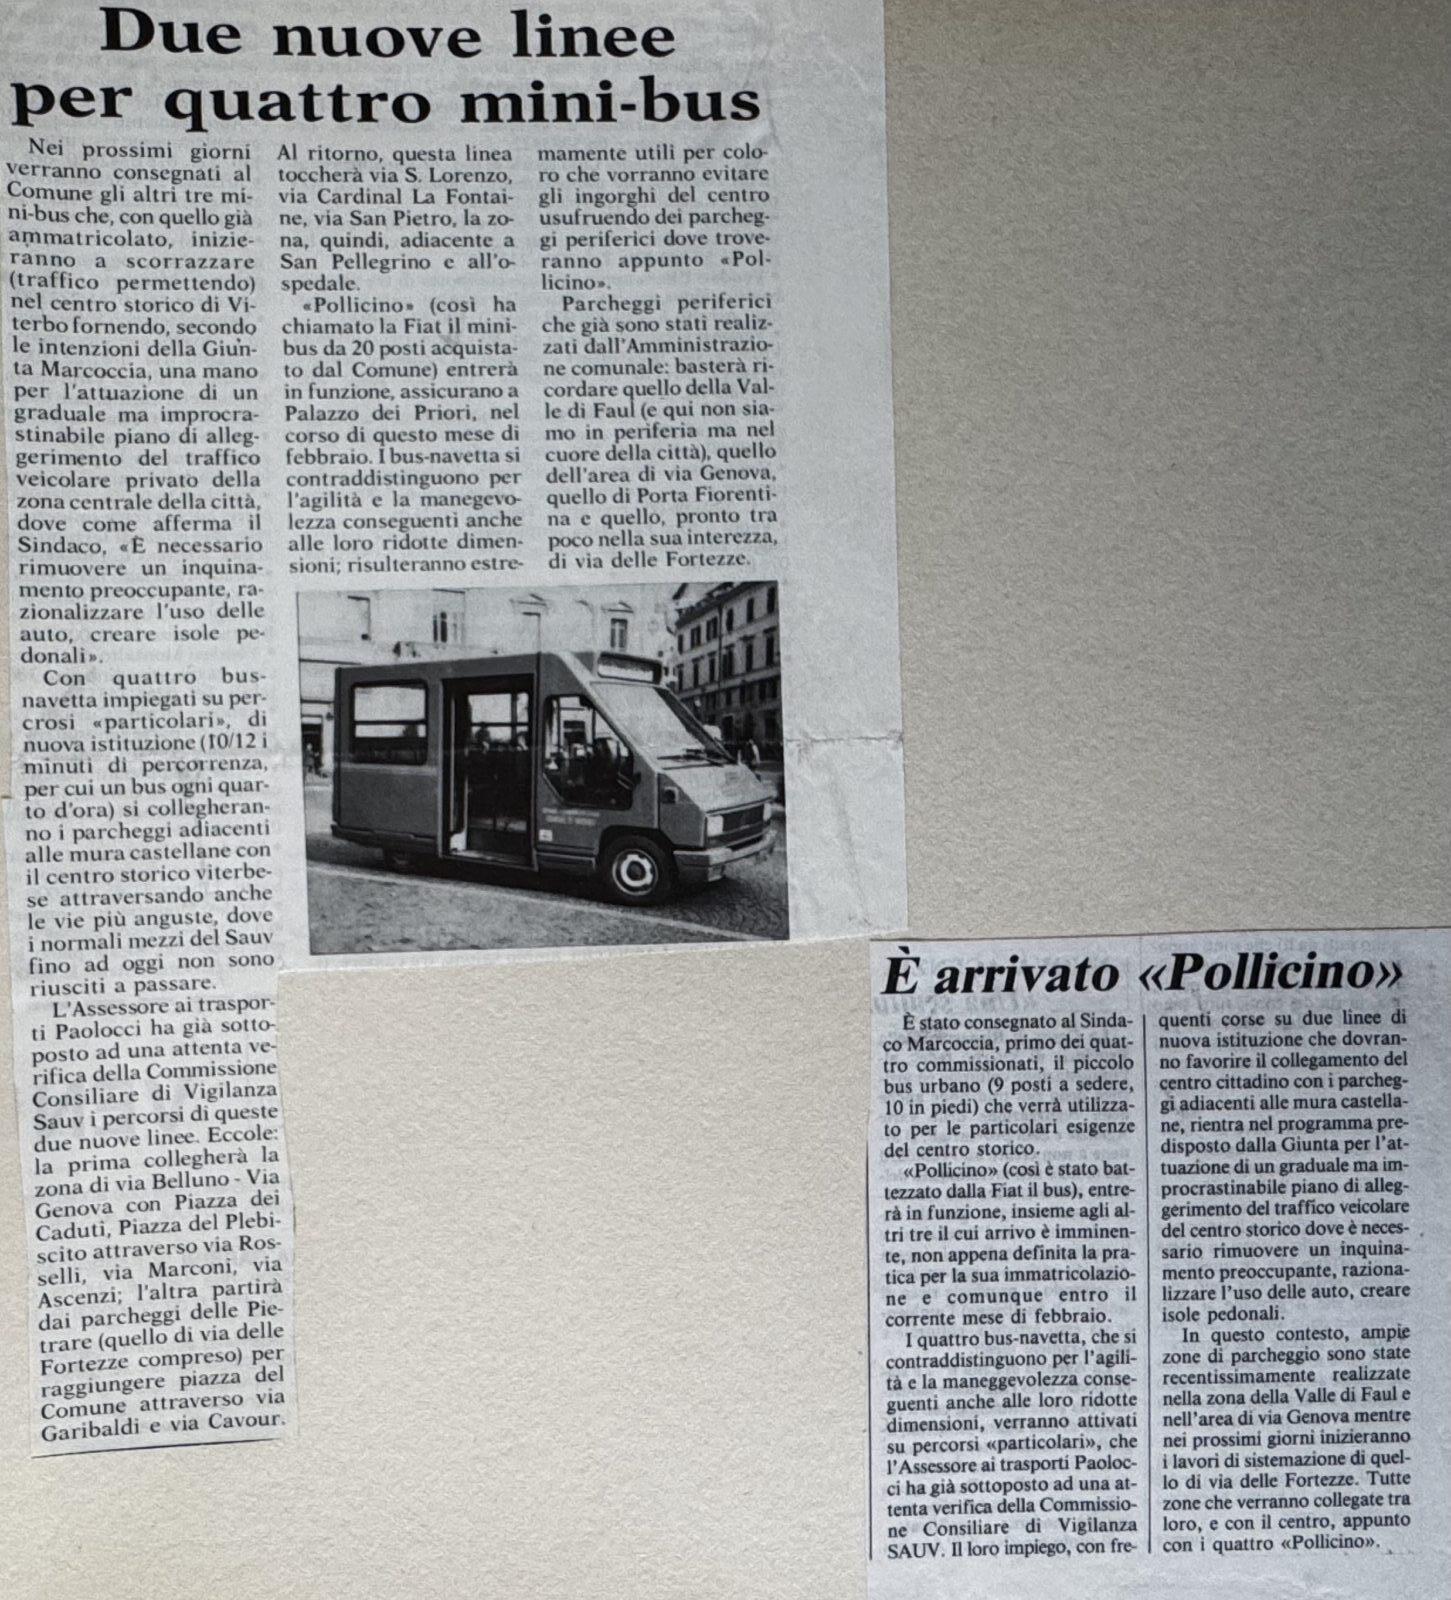 Due nuove linee
per quattro mini-bus
Nei prossimi giorni
verranno consegnati al
Comune gli altri tre mi-
ni-bus che, con quello già
ammatricolato, inizie-
ranno a scorrazzare
(traffico permettendo)
nel centro storico di Vi-
terbo fornendo, secondo
le intenzioni della Giun-
ta Marcoccia, una mano
per l'attuazione di un
graduale ma improcra-
stinabile piano di alleg-
gerimento del traffico
veicolare privato della
zona centrale della città,
dove come afferma il
Sindaco, «È necessario
rimuovere un inquina-
mento preoccupante, ra-
zionalizzare l'uso delle
auto, creare isole pe-
donali».
Con quattro bus-
navetta impiegati su per-
crosi «particolari», di
nuova istituzione (10/12 i
minuti di percorrenza,
per cui un bus ogni quar-
to d'ora) si collegheran-
no i parcheggi adiacenti
alle mura castellane con
il centro storico viterbe-
se attraversando anche
le vie più anguste, dove
i normali mezzi del Sauv
fino ad oggi non sono
riusciti a passare.
L'Assessore ai traspor-
ti Paolocci ha già sotto-
posto ad una attenta ve-
rifica della Commissione
Consiliare di Vigilanza
Sauv i percorsi di queste
due nuove linee. Eccole:
la prima collegherà la
zona di via Belluno - Via
Genova con Piazza dei
Caduti, Piazza del Plebi-
scito attraverso via Ros-
selli, via Marconi, via
Ascenzi; l'altra partirà
dai parcheggi delle Pie-
trare (quello di via delle
Fortezze compreso) per
raggiungere piazza del
Comune attraverso via
Garibaldi e via Cavour.
Al ritorno, questa linea
toccherà via S. Lorenzo,
via Cardinal La Fontai-
ne, via San Pietro, la zo-
na, quindi, adiacente a
San Pellegrino e all'o-
spedale.
«Pollicino» (così ha
chiamato la Fiat il mini-
bus da 20 posti acquista-
to dal Comune) entrerà
in funzione, assicurano a
Palazzo dei Priori, nel
corso di questo mese di
febbraio. I bus-navetta si
contraddistinguono per
l'agilità e la manegevo-
lezza conseguenti anche
alle loro ridotte dimen-
sioni; risulteranno estre-
mamente utili per colo-
ro che vorranno evitare
gli ingorghi del centro
usufruendo dei parcheg-
gi periferici dove trove-
ranno appunto «Pol-
licino».
Parcheggi periferici
che già sono stati realiz-
zati dall'Amministrazio-
ne comunale: basterà ri-
cordare quello della Val-
le di Faul (e qui non sia-
mo in periferia ma nel
cuore della città), quello
dell'area di via Genova,
quello di Porta Fiorenti-
na e quello, pronto tra
poco nella sua interezza,
di via delle Fortezze.
È arrivato «Pollicino»
È stato consegnato al Sinda-
co Marcoccia, primo dei quat-
tro commissionati, il piccolo
bus urbano (9 posti a sedere,
10 in piedi) che verrà utilizza-
to per le particolari esigenze
del centro storico.
«Pollicino» (così è stato bat-
tezzato dalla Fiat il bus), entre-
rà in funzione, insieme agli al-
tri tre il cui arrivo è imminen-
te, non appena definita la pra-
tica per la sua immatricolazio-
ne e comunque entro il
corrente mese di febbraio.
I quattro bus-navetta, che si
contraddistinguono per l'agili-
tà e la maneggevolezza conse-
guenti anche alle loro ridotte
dimensioni, verranno attivati
su percorsi «particolari», che
l'Assessore ai trasporti Paoloc-
ci ha già sottoposto ad una at-
tenta verifica della Commissio-
ne Consiliare di Vigilanza
SAUV. Il loro impiego, con fre-
quenti corse su due linee di
nuova istituzione che dovran-
no favorire il collegamento del
centro cittadino con i parcheg-
gi adiacenti alle mura castella-
ne, rientra nel programma pre-
disposto dalla Giunta per l'at-
tuazione di un graduale ma im-
procrastinabile piano di alleg-
gerimento del traffico veicolare
del centro storico dove è neces-
sario rimuovere un inquina-
mento preoccupante, raziona-
lizzare l'uso delle auto, creare
isole pedonali.
In questo contesto, ampie
zone di parcheggio sono state
recentissimamente realizzate
nella zona della Valle di Faul e
nell'area di via Genova mentre
nei prossimi giorni inizieranno
i lavori di sistemazione di quel-
lo di via delle Fortezze. Tutte
zone che verranno collegate tra
loro, e con il centro, appunto
con i quattro «Pollicino».